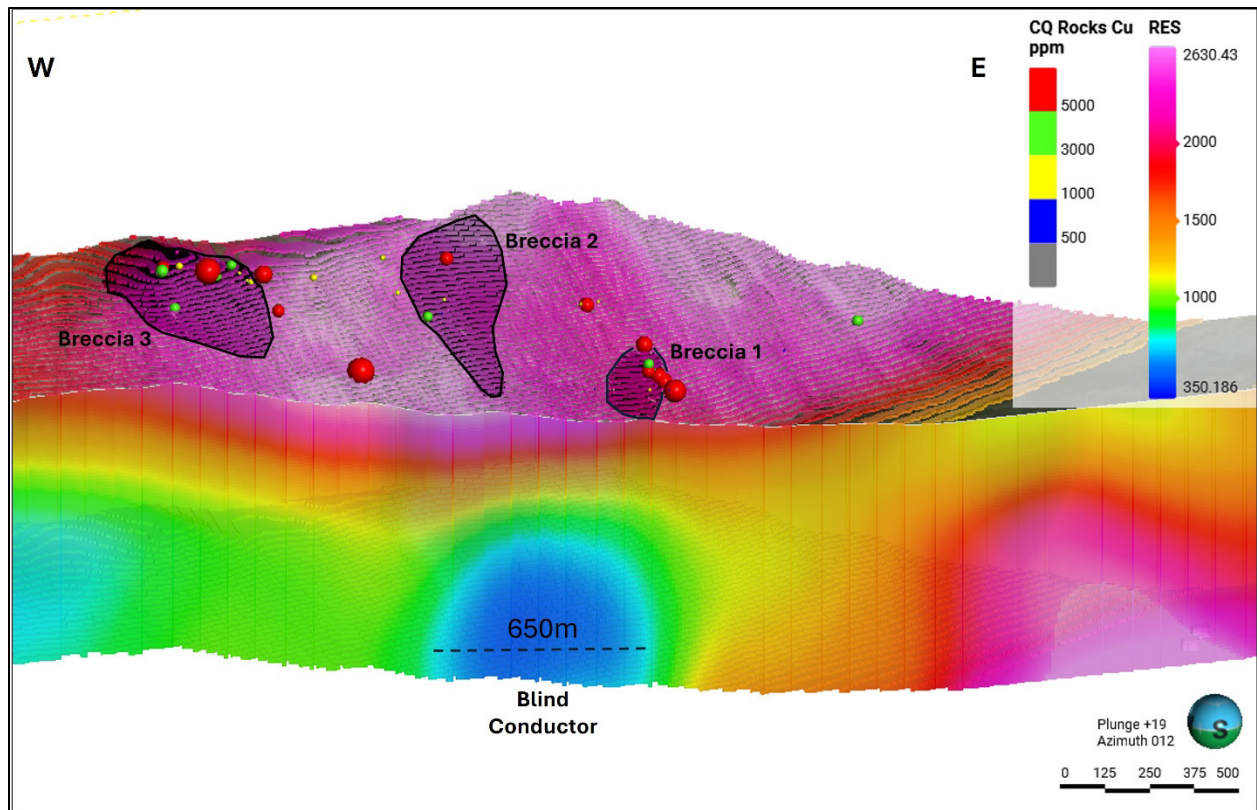 W
E
CQ Rocks Cu
ppm
5000
3000
1000
500
RES
2630.43
2000
1500
1000
350.186
Breccia 2
Breccia 3
Breccia 1
650m
Blind
Conductor
Plunge +19
Azimuth 012
S
0 125 250 375 500